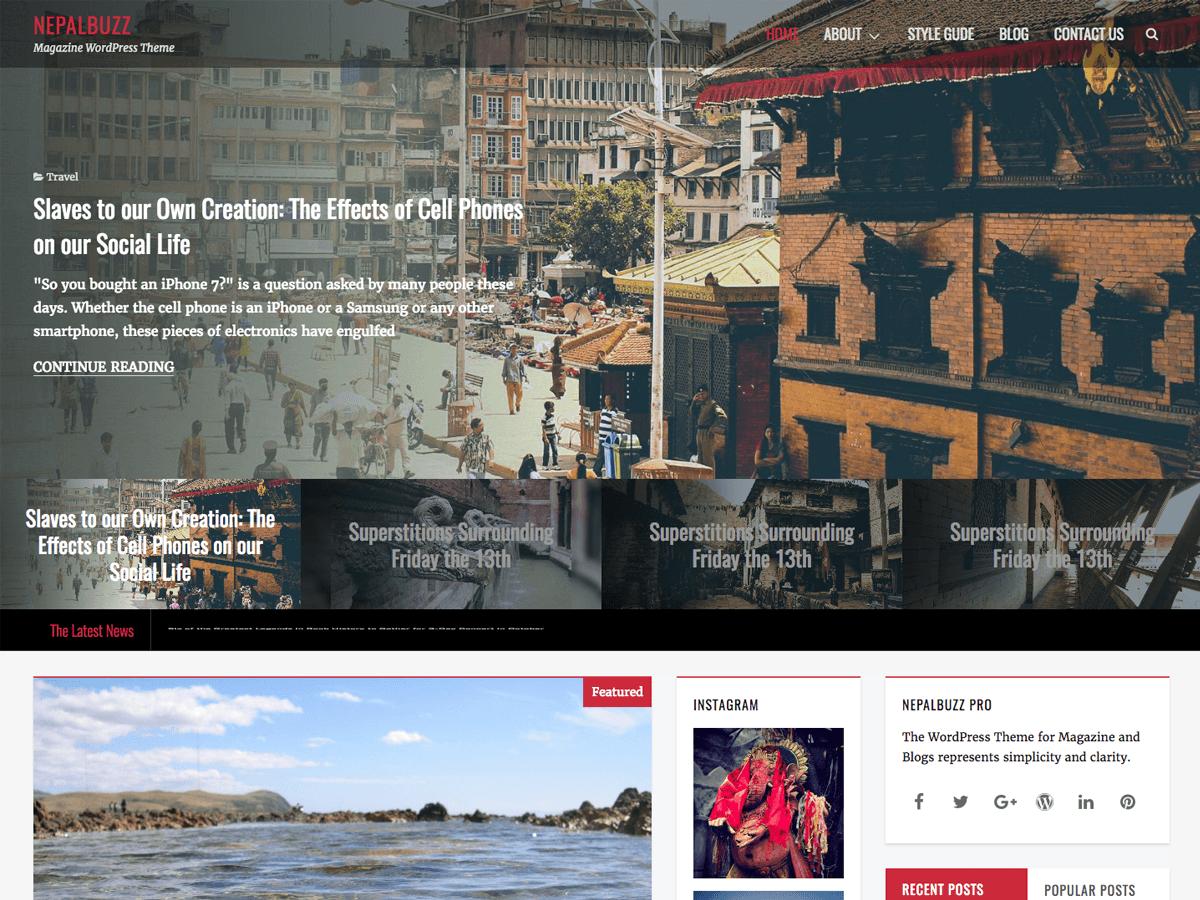 NEPALBUZZ
Magazine WordPress Theme
HOME
ABOUT
STYLE GUDE
BLOG
CONTACT US
Travel
Slaves to our Own Creation: The Effects of Cell Phones
on our Social Life
"So you bought an iPhone 7?" is a question asked by many people these
days. Whether the cell phone is an iPhone or a Samsung or any other
smartphone, these pieces of electronics have engulfed
CONTINUE READING
Slaves to our Own Creation: The
Effects of Cell Phones on our
Social Life
Superstitions Surrounding
Friday the 13th
Superstitions Surrounding
Friday the 13th
Superstitions Surrounding
Friday the 13th
The Latest News
Featured
INSTAGRAM
NEPALBUZZ PRO
The WordPress Theme for Magazine and
Blogs represents simplicity and clarity.
RECENT POSTS
POPULAR POSTS